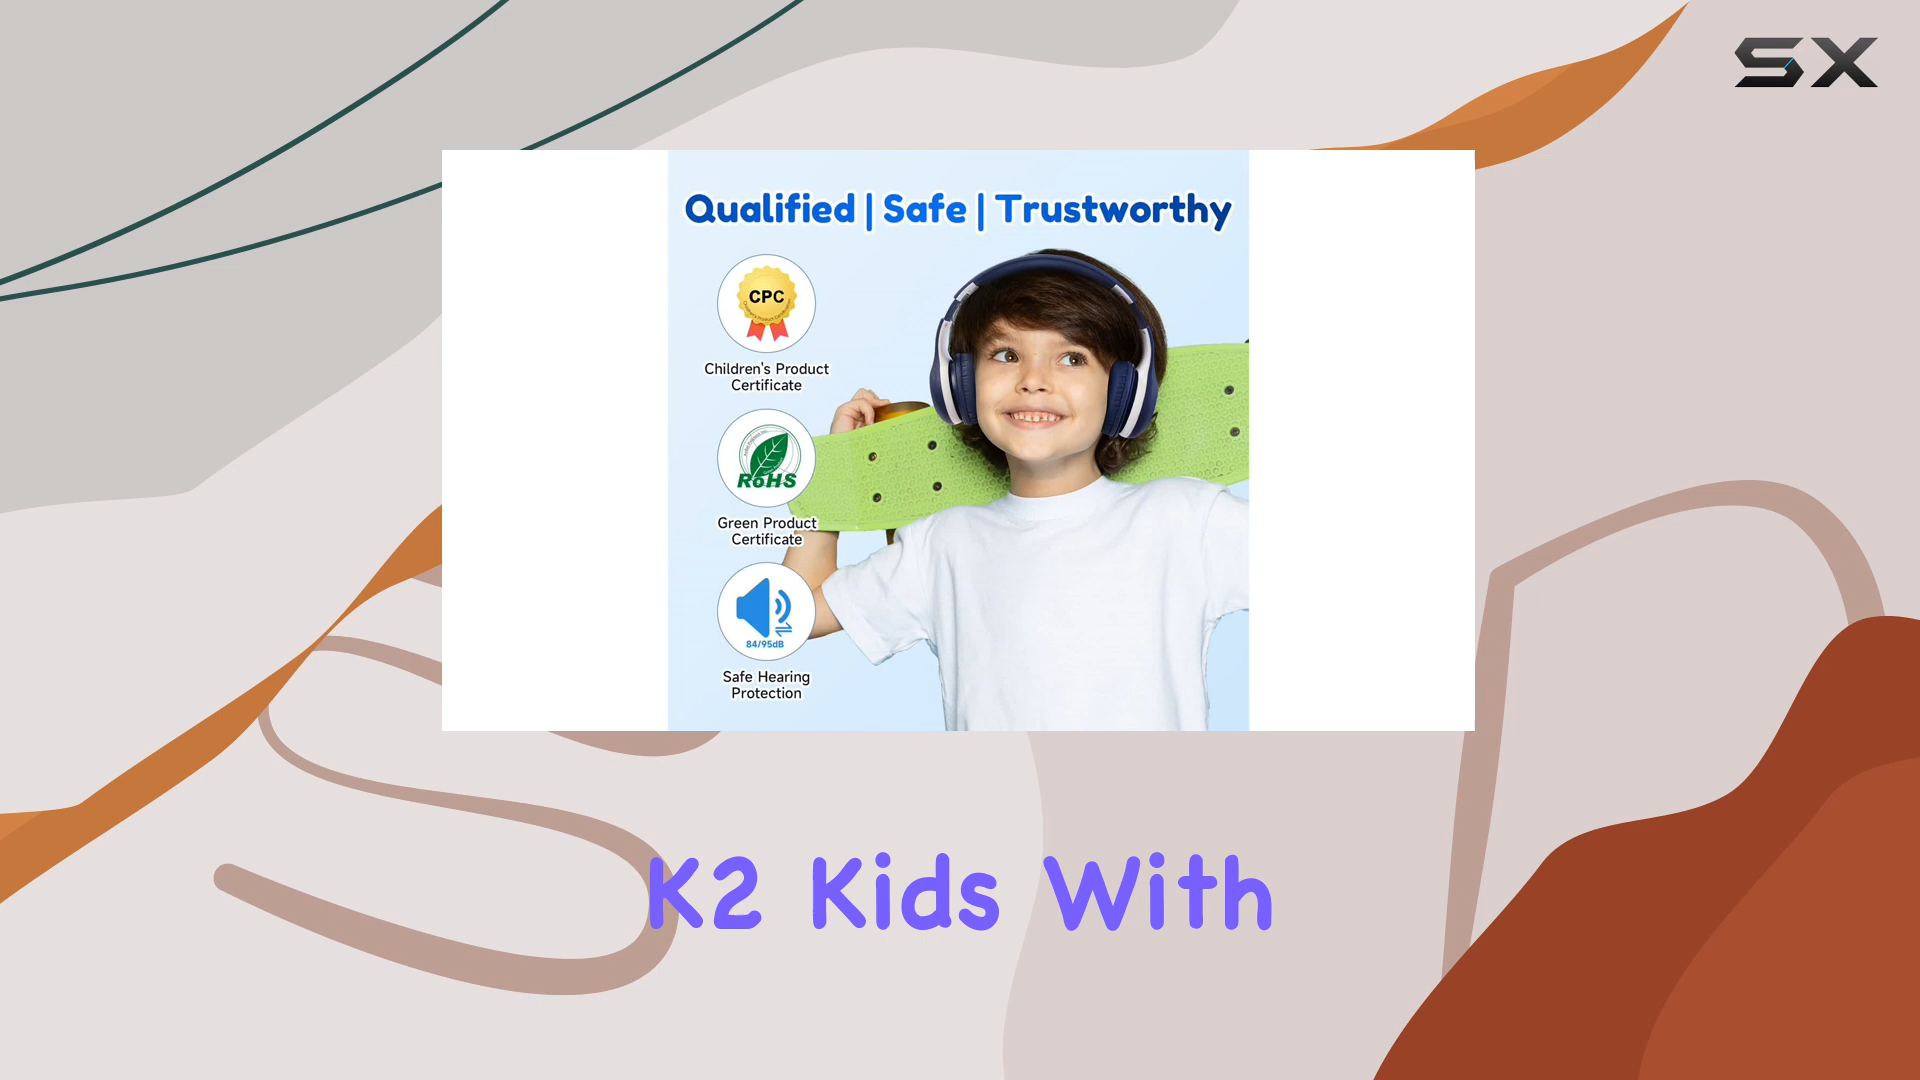 SX
Qualified | Safe | Trustworthy
CPC
Children's Product
Certificate
RoHS
Green Product
Certificate
84/95dB
Safe Hearing
Protection
K2 Kids With